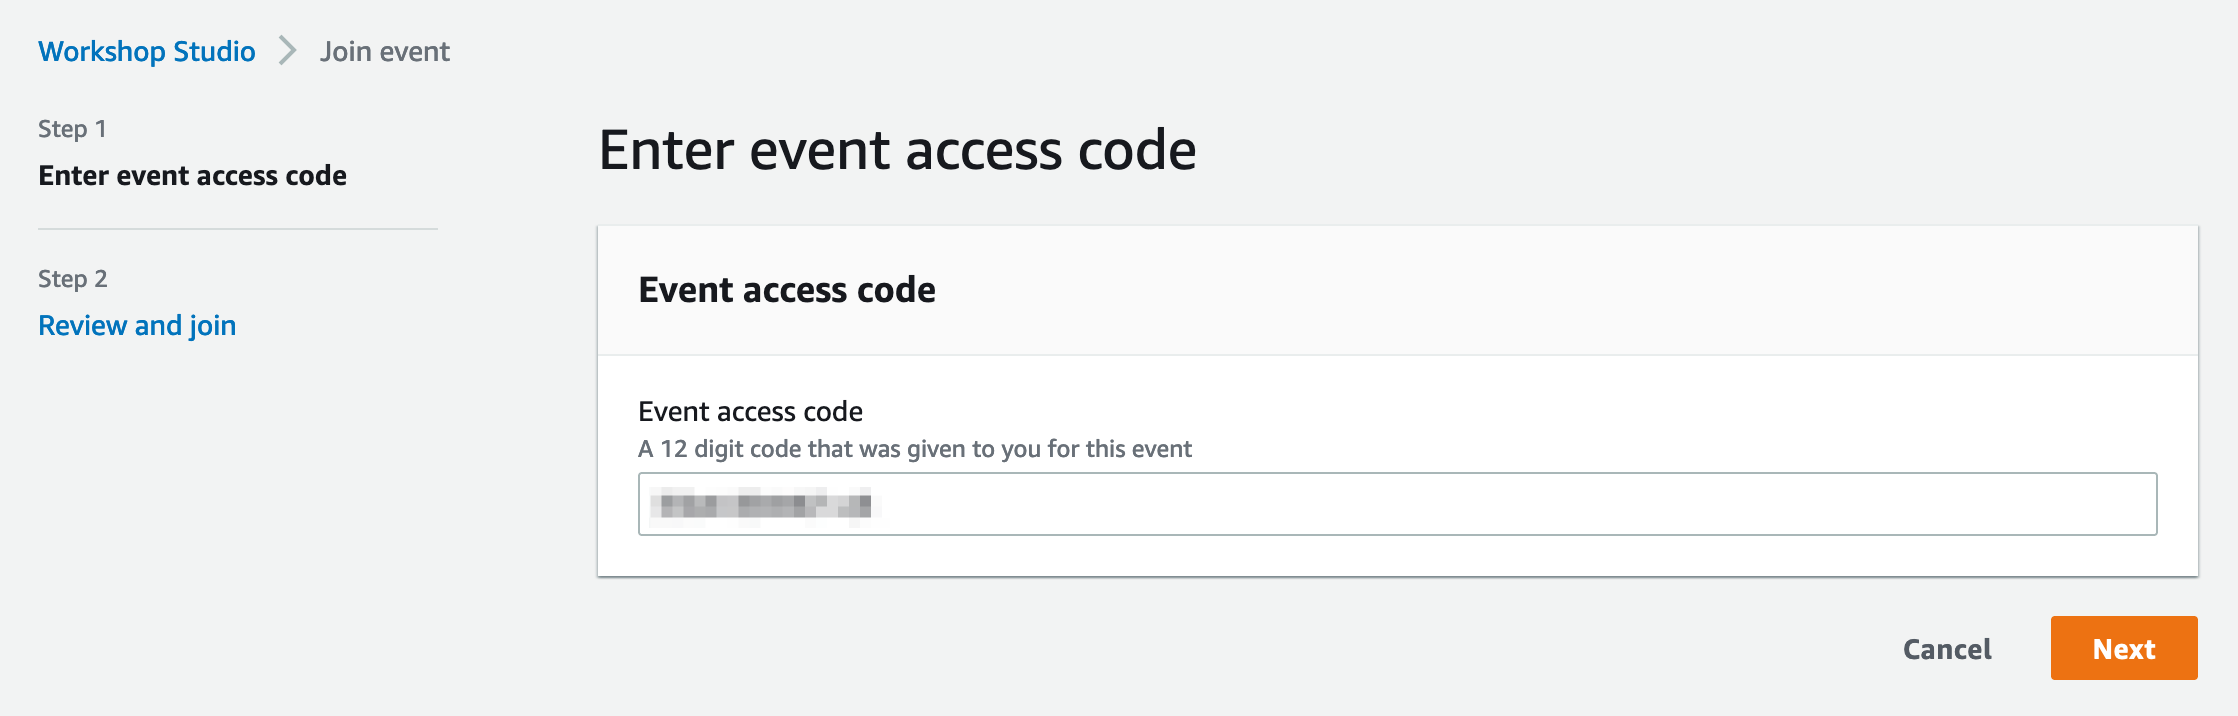 Workshop Studio > Join event
Step 1
Enter event access code
Step 2
Review and join
Enter event access code
Event access code
Event access code
A 12 digit code that was given to you for this event
Cancel
Next